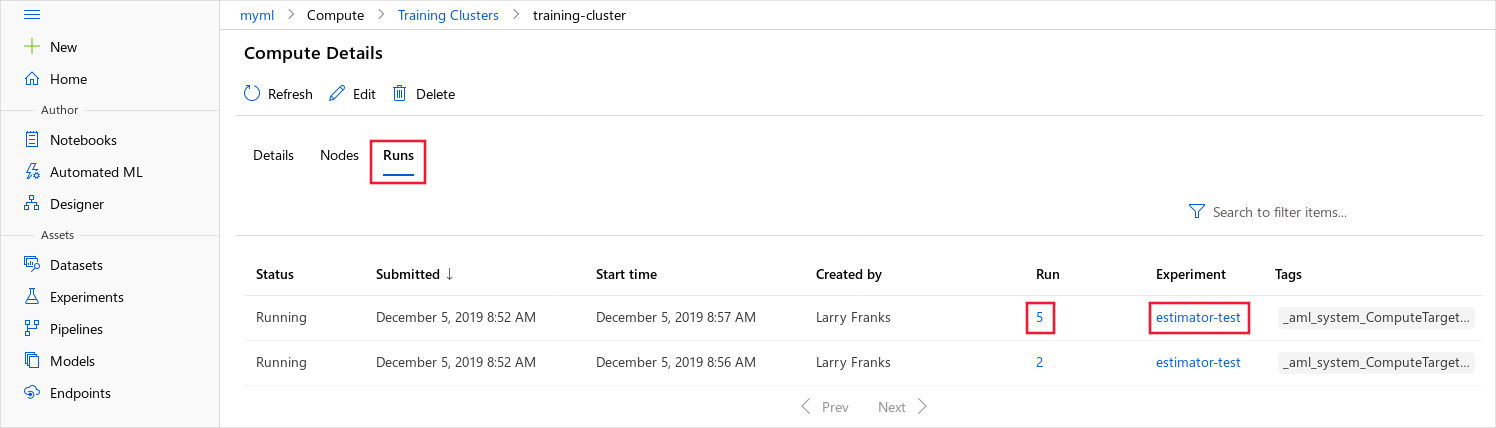 myml > Compute > Training Clusters > training-cluster
New
Home
Author
Notebooks
Automated ML
Designer
Assets
Datasets
Experiments
Pipelines
Models
Endpoints
Compute Details
Refresh Edit Delete
Details Nodes Runs
Search to filter items...
Status Submitted ↓ Start time Created by Run Experiment Tags
Running December 5, 2019 8:52 AM December 5, 2019 8:57 AM Larry Franks 5 estimator-test _aml_system_ComputeTarget...
Running December 5, 2019 8:52 AM December 5, 2019 8:56 AM Larry Franks 2 estimator-test _aml_system_ComputeTarget...
< Prev Next >